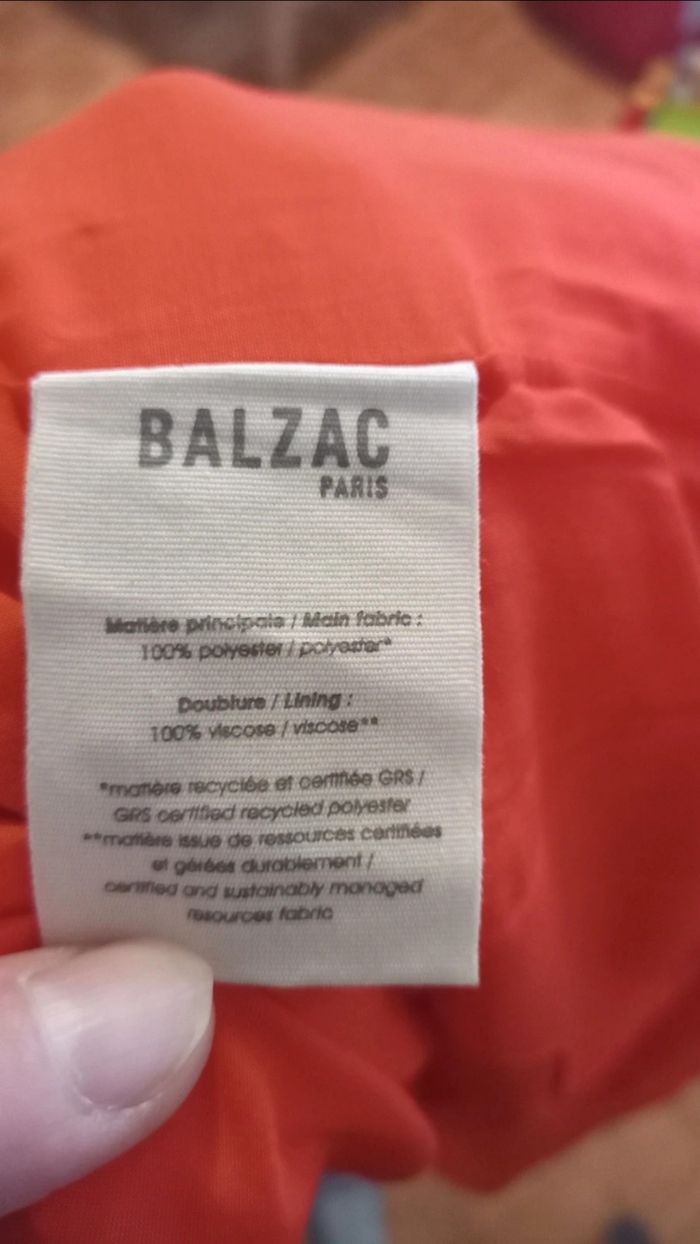 BALZAC
PARIS
Matière principale / Main fabric :
100% polyester / polyester*
Doublure / Lining :
100% viscose / viscose**
*matière recyclée et certifiée GRS /
GRS certified recycled polyester
**matière issue de ressources certifiées
et gérées durablement /
certified and sustainably managed
resources fabric